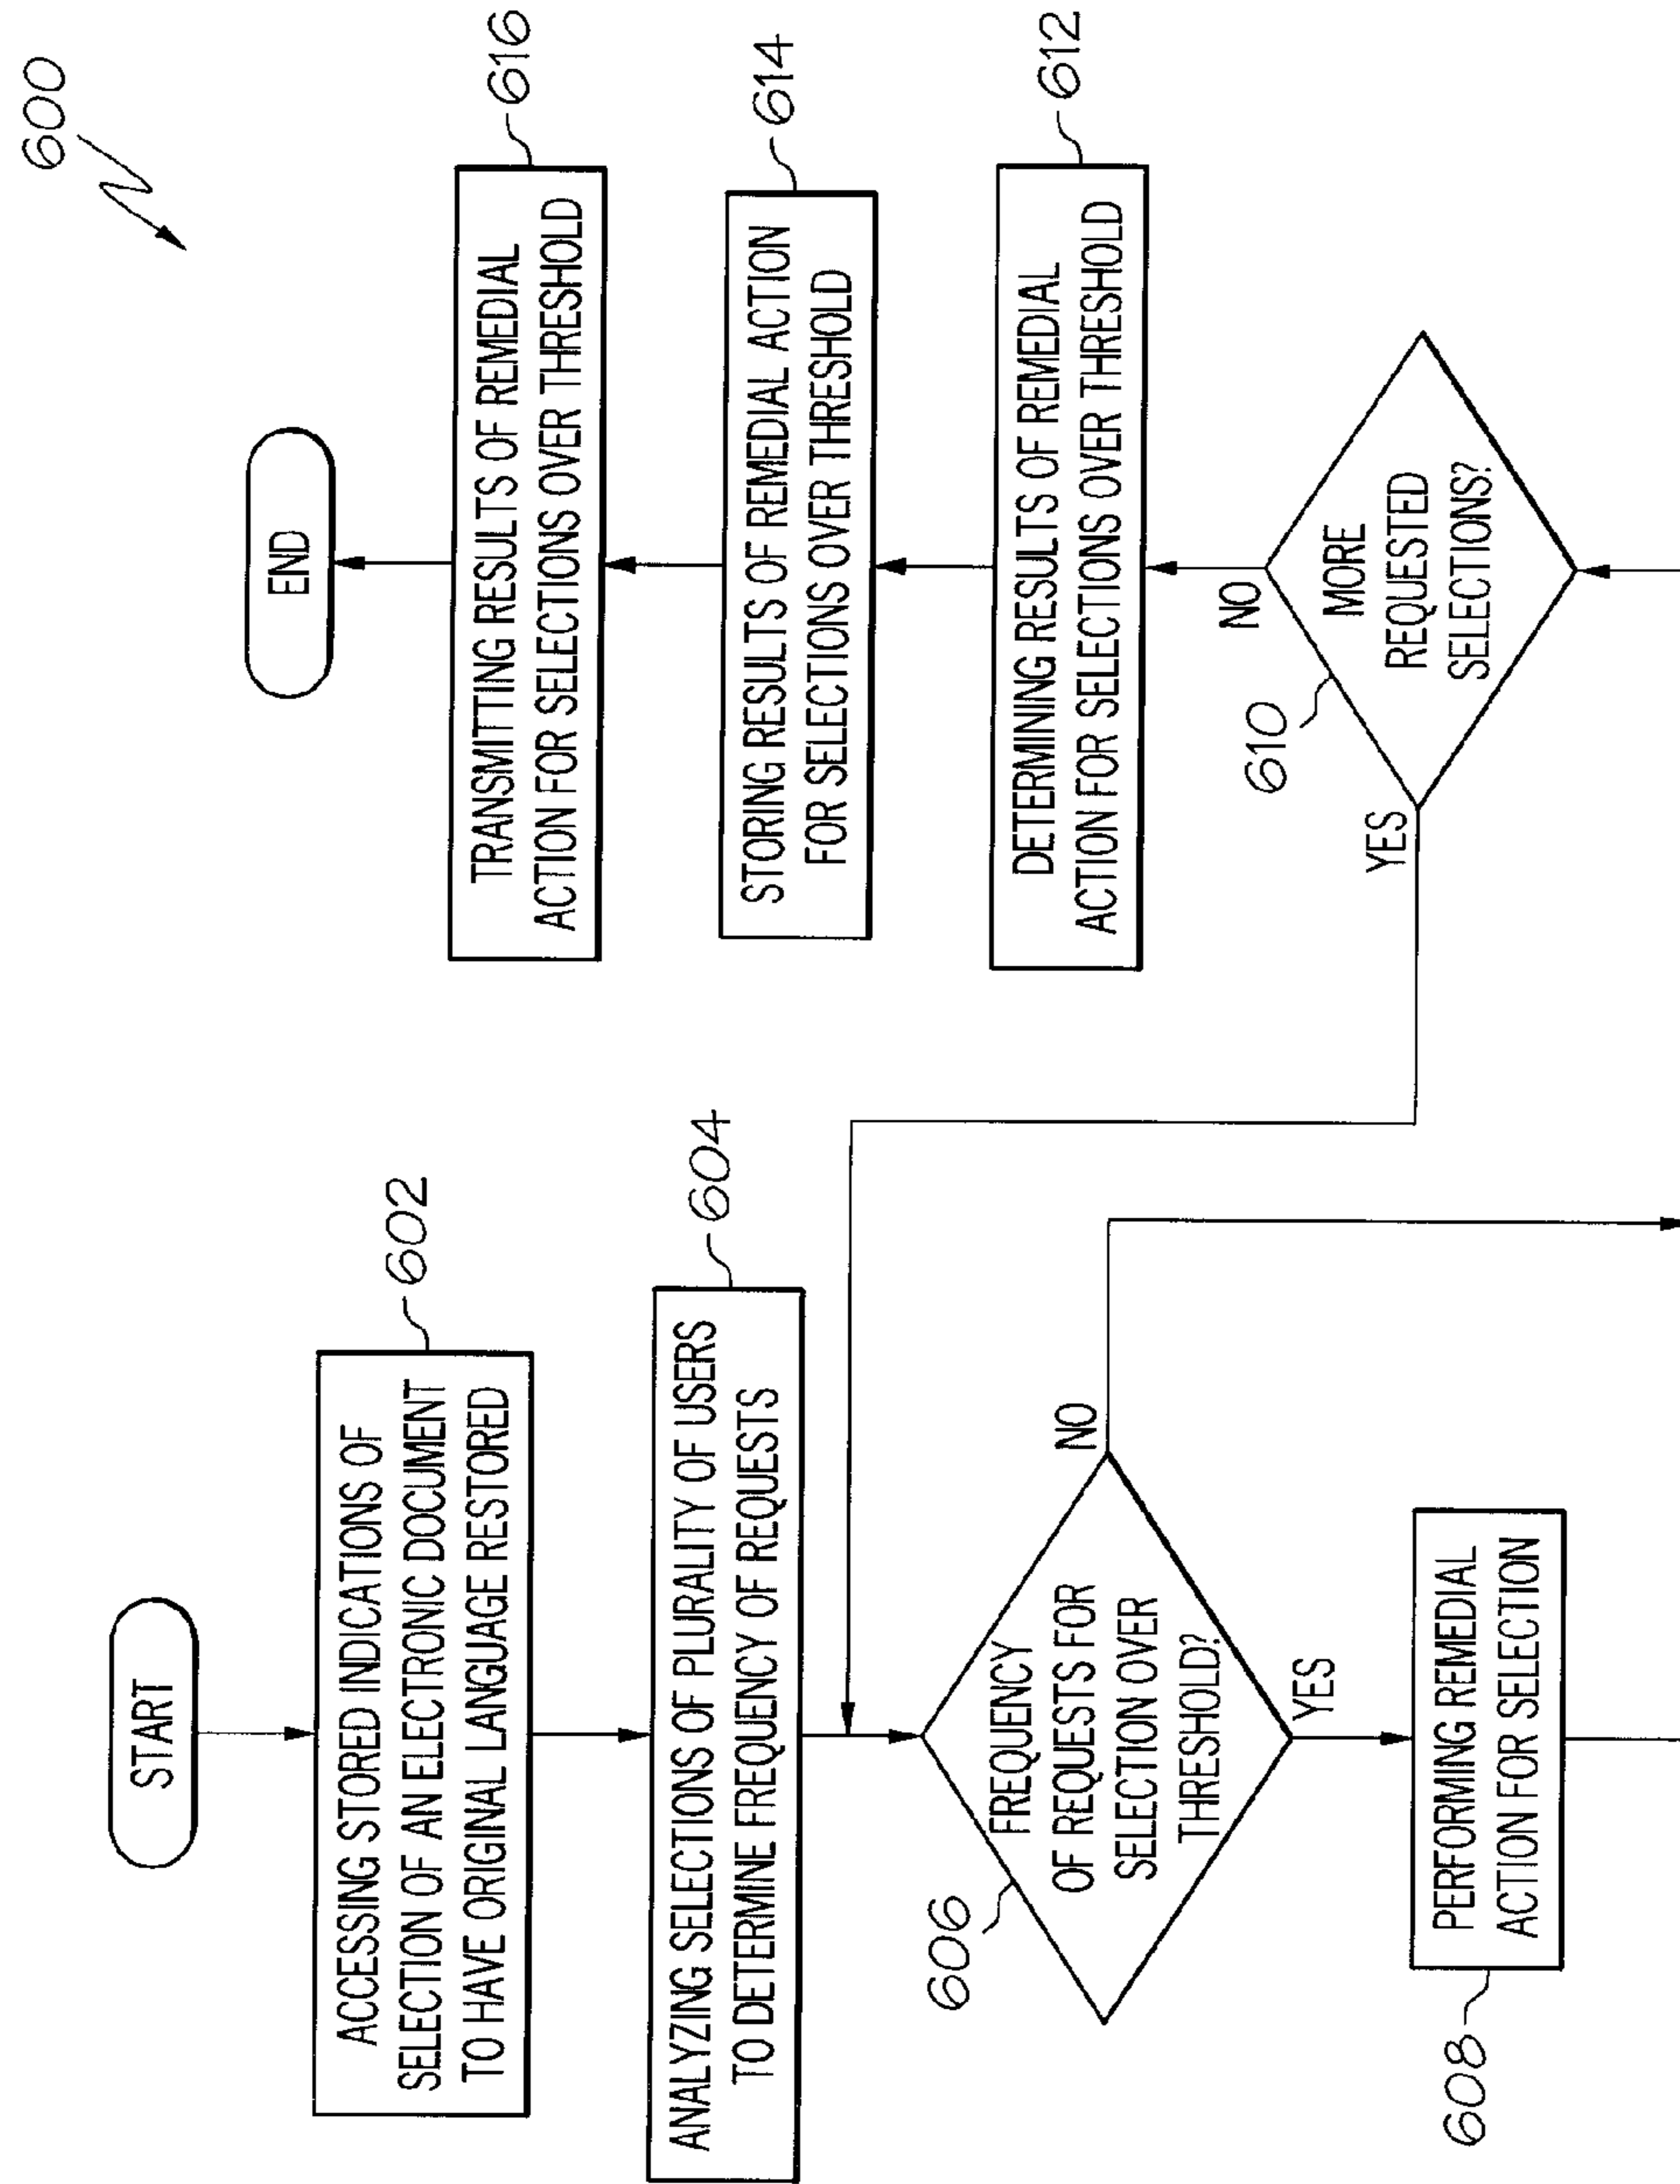 600
START
ACCESSING STORED INDICATIONS OF
SELECTION OF AN ELECTRONIC DOCUMENT
TO HAVE ORIGINAL LANGUAGE RESTORED
602
ANALYZING SELECTIONS OF PLURALITY OF USERS
TO DETERMINE FREQUENCY OF REQUESTS
604
FREQUENCY
OF REQUESTS FOR
SELECTION OVER
THRESHOLD?
606
NO
YES
PERFORMING REMEDIAL
ACTION FOR SELECTION
608
MORE
REQUESTED
SELECTIONS?
610
YES
NO
DETERMINING RESULTS OF REMEDIAL
ACTION FOR SELECTIONS OVER THRESHOLD
612
STORING RESULTS OF REMEDIAL ACTION
FOR SELECTIONS OVER THRESHOLD
614
TRANSMITTING RESULTS OF REMEDIAL
ACTION FOR SELECTIONS OVER THRESHOLD
616
END